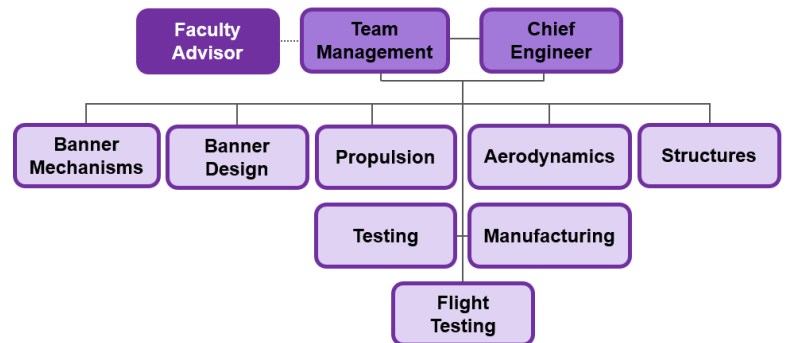 Faculty
Advisor
Team
Management
Chief
Engineer
Banner
Mechanisms
Banner
Design
Propulsion
Aerodynamics
Structures
Testing
Manufacturing
Flight
Testing